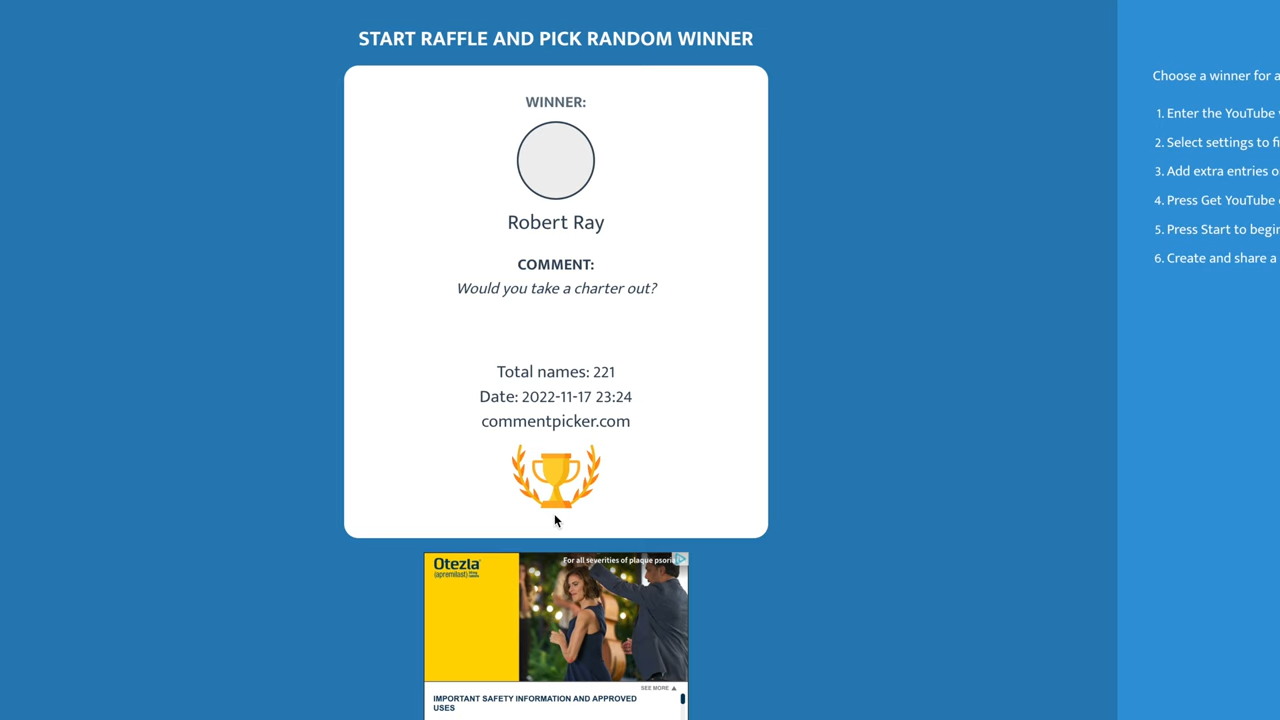 START RAFFLE AND PICK RANDOM WINNER
WINNER:
Robert Ray
COMMENT:
Would you take a charter out?
Total names: 221
Date: 2022-11-17 23:24
commentpicker.com
Choose a winner for a
1. Enter the YouTube
2. Select settings to
3. Add extra entries
4. Press Get YouTube
5. Press Start to
6. Create and share a
Otezla
(apremilast)
For all severities of plaque
SEE MORE
IMPORTANT SAFETY INFORMATION AND APPROVED
USES